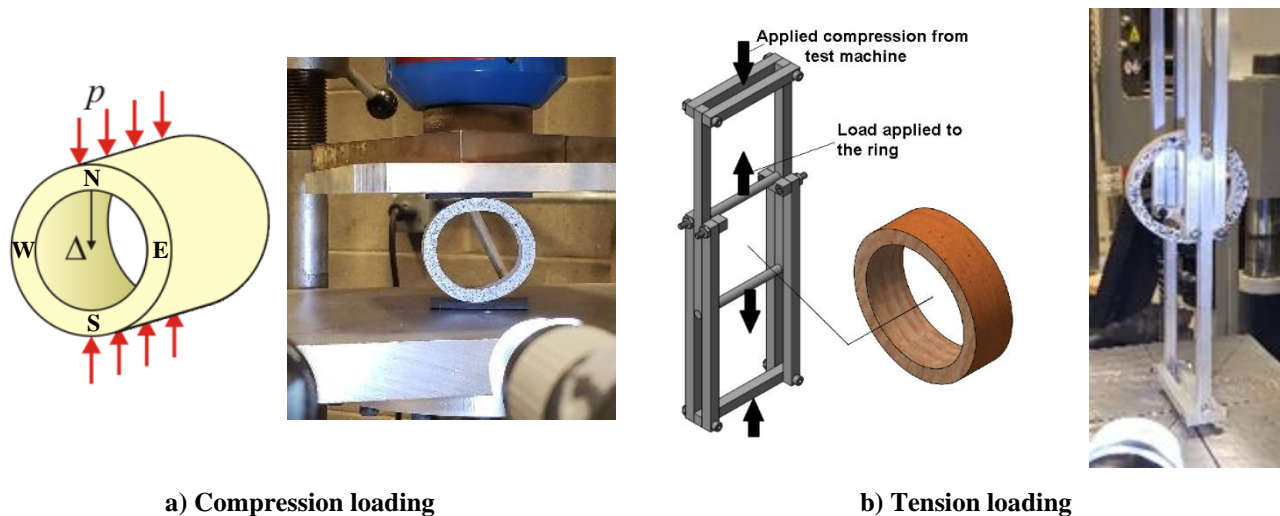 p
N
W
Δ
E
S
Applied compression from
test machine
Load applied to
the ring
a) Compression loading
b) Tension loading